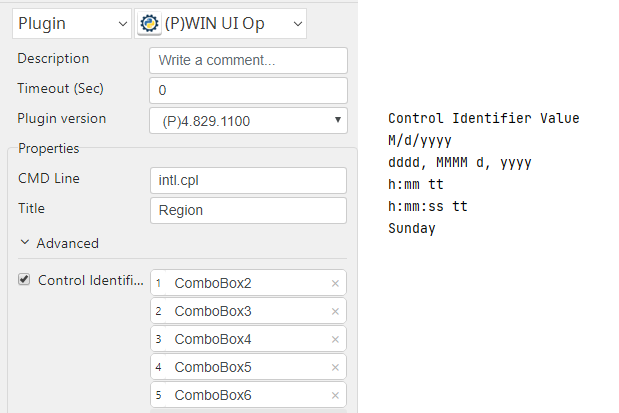 Plugin (P)WIN UI Op
Description Write a comment...
Timeout (Sec) 0
Plugin version (P)4.829.1100
Properties
CMD Line intl.cpl
Title Region
Advanced
Control Identifi... 1 ComboBox2 ×
2 ComboBox3 ×
3 ComboBox4 ×
4 ComboBox5 ×
5 ComboBox6 ×
Control Identifier Value
M/d/yyyy
dddd, MMMM d, yyyy
h:mm tt
h:mm:ss tt
Sunday